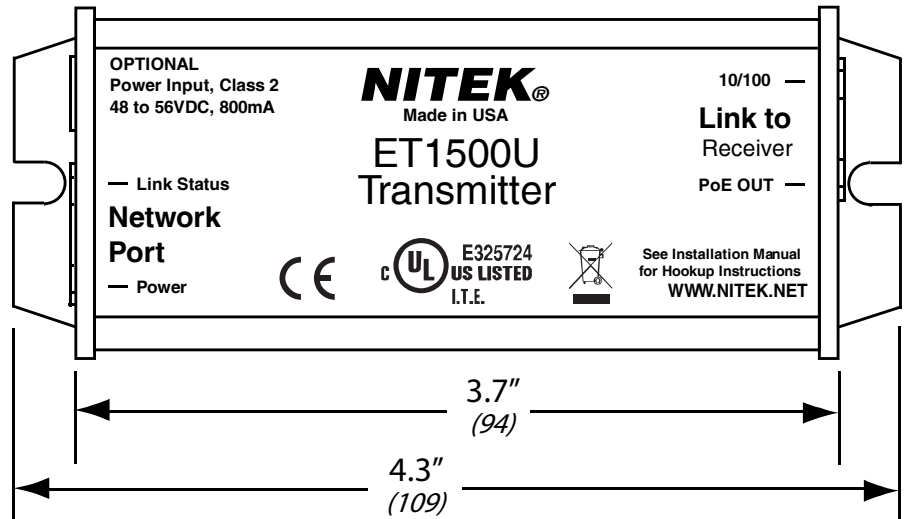 OPTIONAL
Power Input, Class 2
48 to 56VDC, 800mA
Link Status
Network
Port
Power
NITEK®
Made in USA
ET1500U
Transmitter
CE
C UL US LISTED
E325724
I.T.E.
10/100
Link to
Receiver
PoE OUT
See Installation Manual
for Hookup Instructions
WWW.NITEK.NET
3.7"
(94)
4.3"
(109)